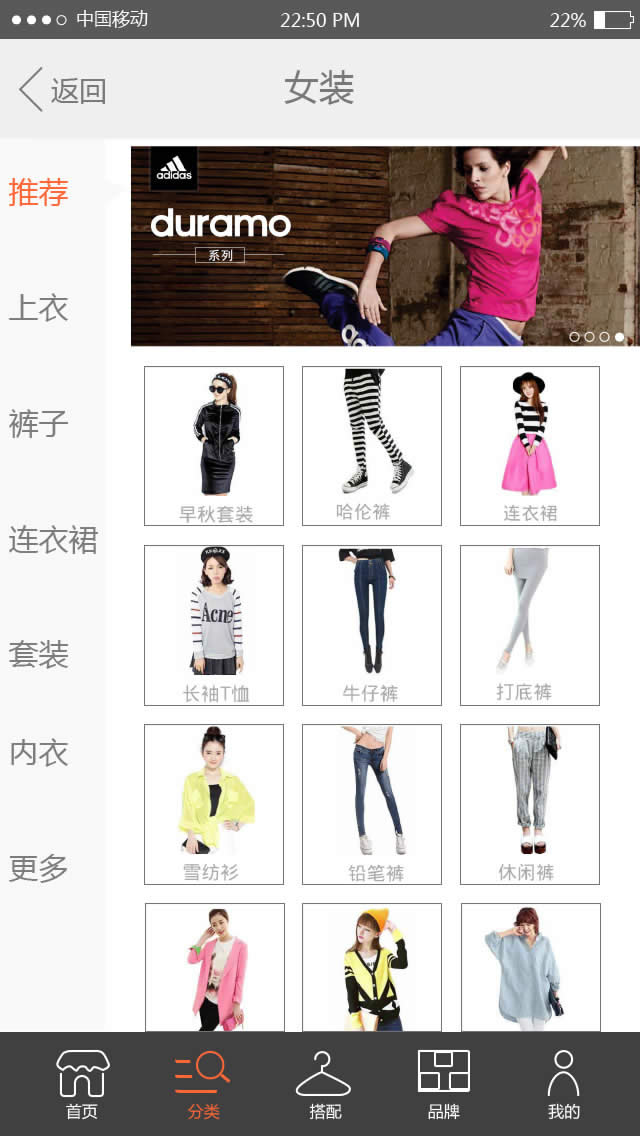 中国移动 22:50 PM 22%
返回 女装
推荐
上衣
裤子
连衣裙
套装
内衣
更多
adidas
duramo
系列
早秋套装 哈伦裤 连衣裙
Acne
长袖T恤 牛仔裤 打底裤
雪纺衫 铅笔裤 休闲裤
首页 分类 搭配 品牌 我的